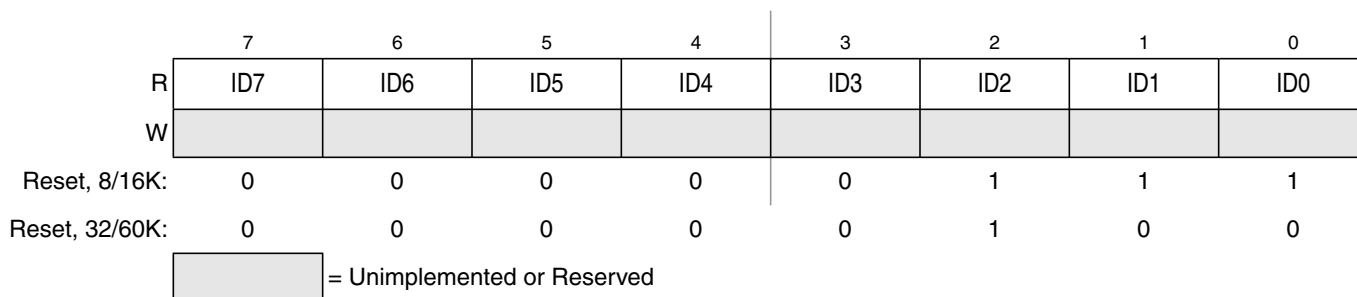 7 6 5 4 3 2 1 0
R ID7 ID6 ID5 ID4 ID3 ID2 ID1 ID0
W
Reset, 8/16K: 0 0 0 0 0 1 1 1
Reset, 32/60K: 0 0 0 0 0 1 0 0
= Unimplemented or Reserved